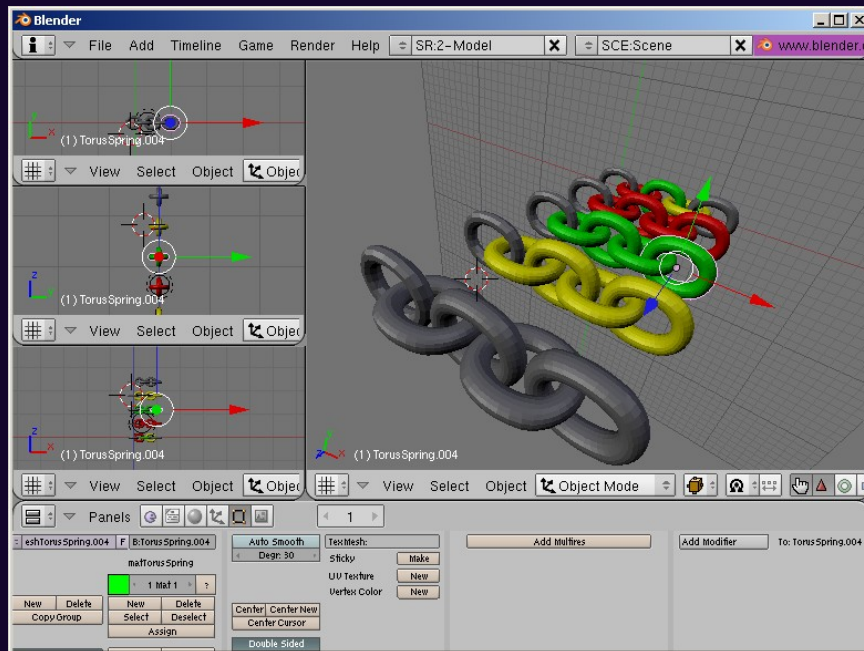 Blender
File Add Timeline Game Render Help SR:2-Model SCE:Scene www.blender.
(1) TorusSpring.004
View Select Object Objec
(1) TorusSpring.004
View Select Object Objec
(1) TorusSpring.004
View Select Object Objec
(1) TorusSpring.004
View Select Object Object Mode
Panels 1
eshTorusSpring.004 F B:TorusSpring.004
matTorusSpring
1 Mat 1 ?
New Delete New Delete
Copy Group Select Deselect
Assign
Auto Smooth
Degr: 30
Center Center New
Center Cursor
Double Sided
TexMesh:
Sticky Make
UV Texture New
Vertex Color New
Add Multires
Add Modifier To: TorusSpring.004